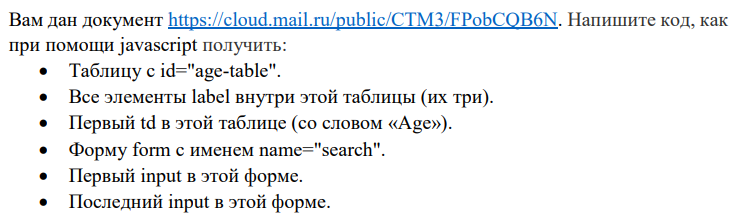 Вам дан документ https://cloud.mail.ru/public/CTM3/FPobCQB6N. Напишите код, как
при помощи javascript получить:
• Таблицу с id="age-table".
• Все элементы label внутри этой таблицы (их три).
• Первый td в этой таблице (со словом «Age»).
• Форму form с именем name="search".
• Первый input в этой форме.
• Последний input в этой форме.